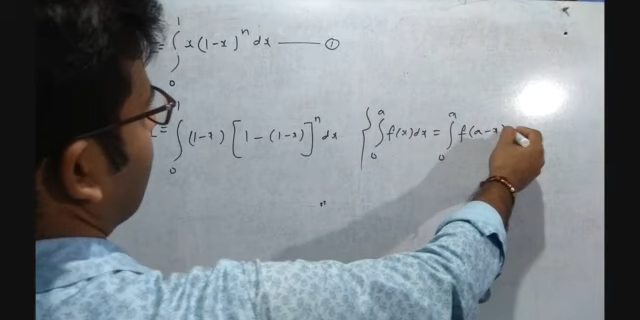 = ∫₀¹ x(1-x)ⁿ dx —— ①
= ∫₀¹ (1-x) [1-(1-x)]ⁿ dx { ∫₀ᵃ f(x)dx = ∫₀ᵃ f(a-x)